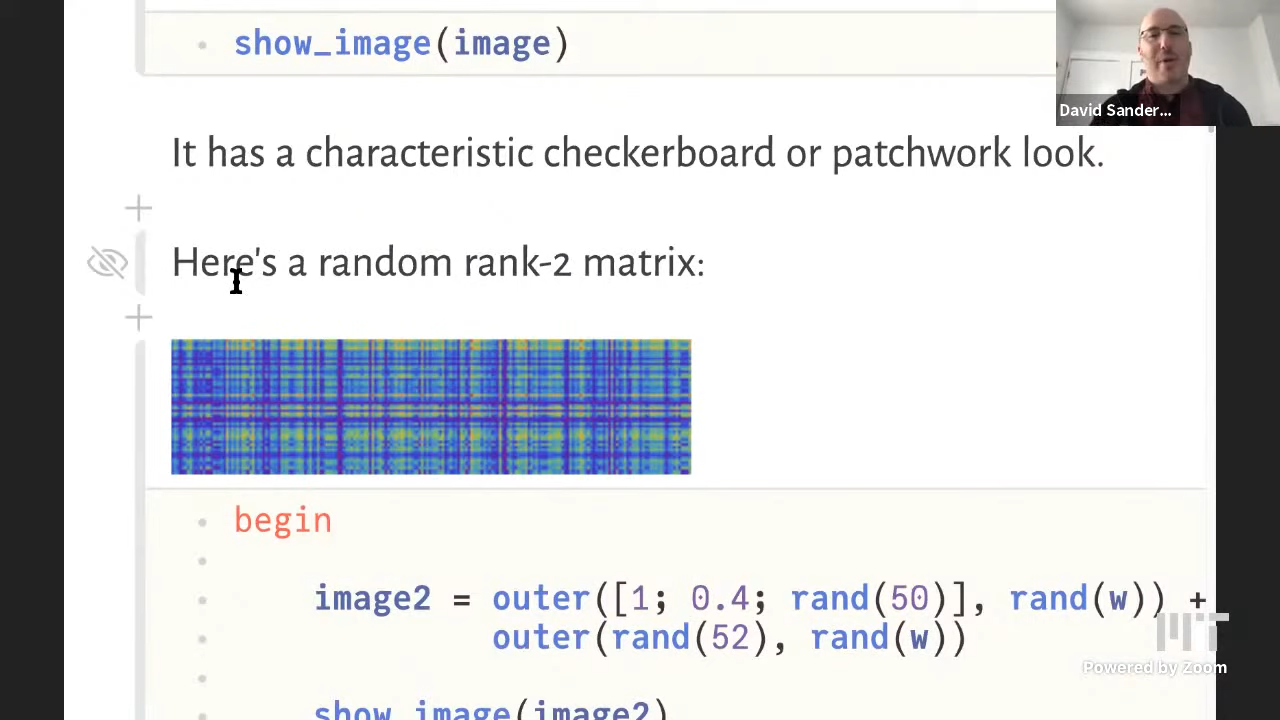 show_image(image)
David Sander...
It has a characteristic checkerboard or patchwork look.
Here's a random rank-2 matrix:
begin
image2 = outer([1; 0.4; rand(50)], rand(w)) +
outer(rand(52), rand(w))
MIT
Powered by Zoom
show_image(image2)